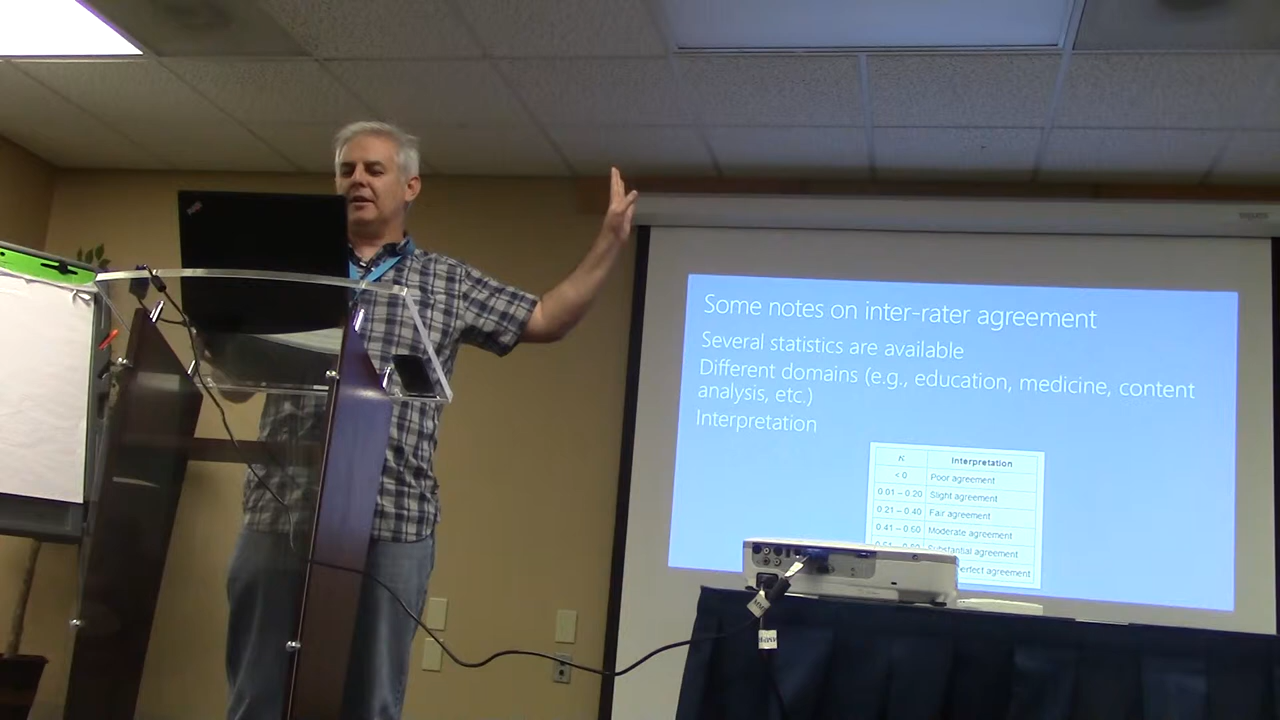 Some notes on inter-rater agreement
Several statistics are available
Different domains (e.g., education, medicine, content
analysis, etc.)
Interpretation
κ Interpretation
< 0 Poor agreement
0.01 – 0.20 Slight agreement
0.21 – 0.40 Fair agreement
0.41 – 0.60 Moderate agreement
Substantial agreement
perfect agreement